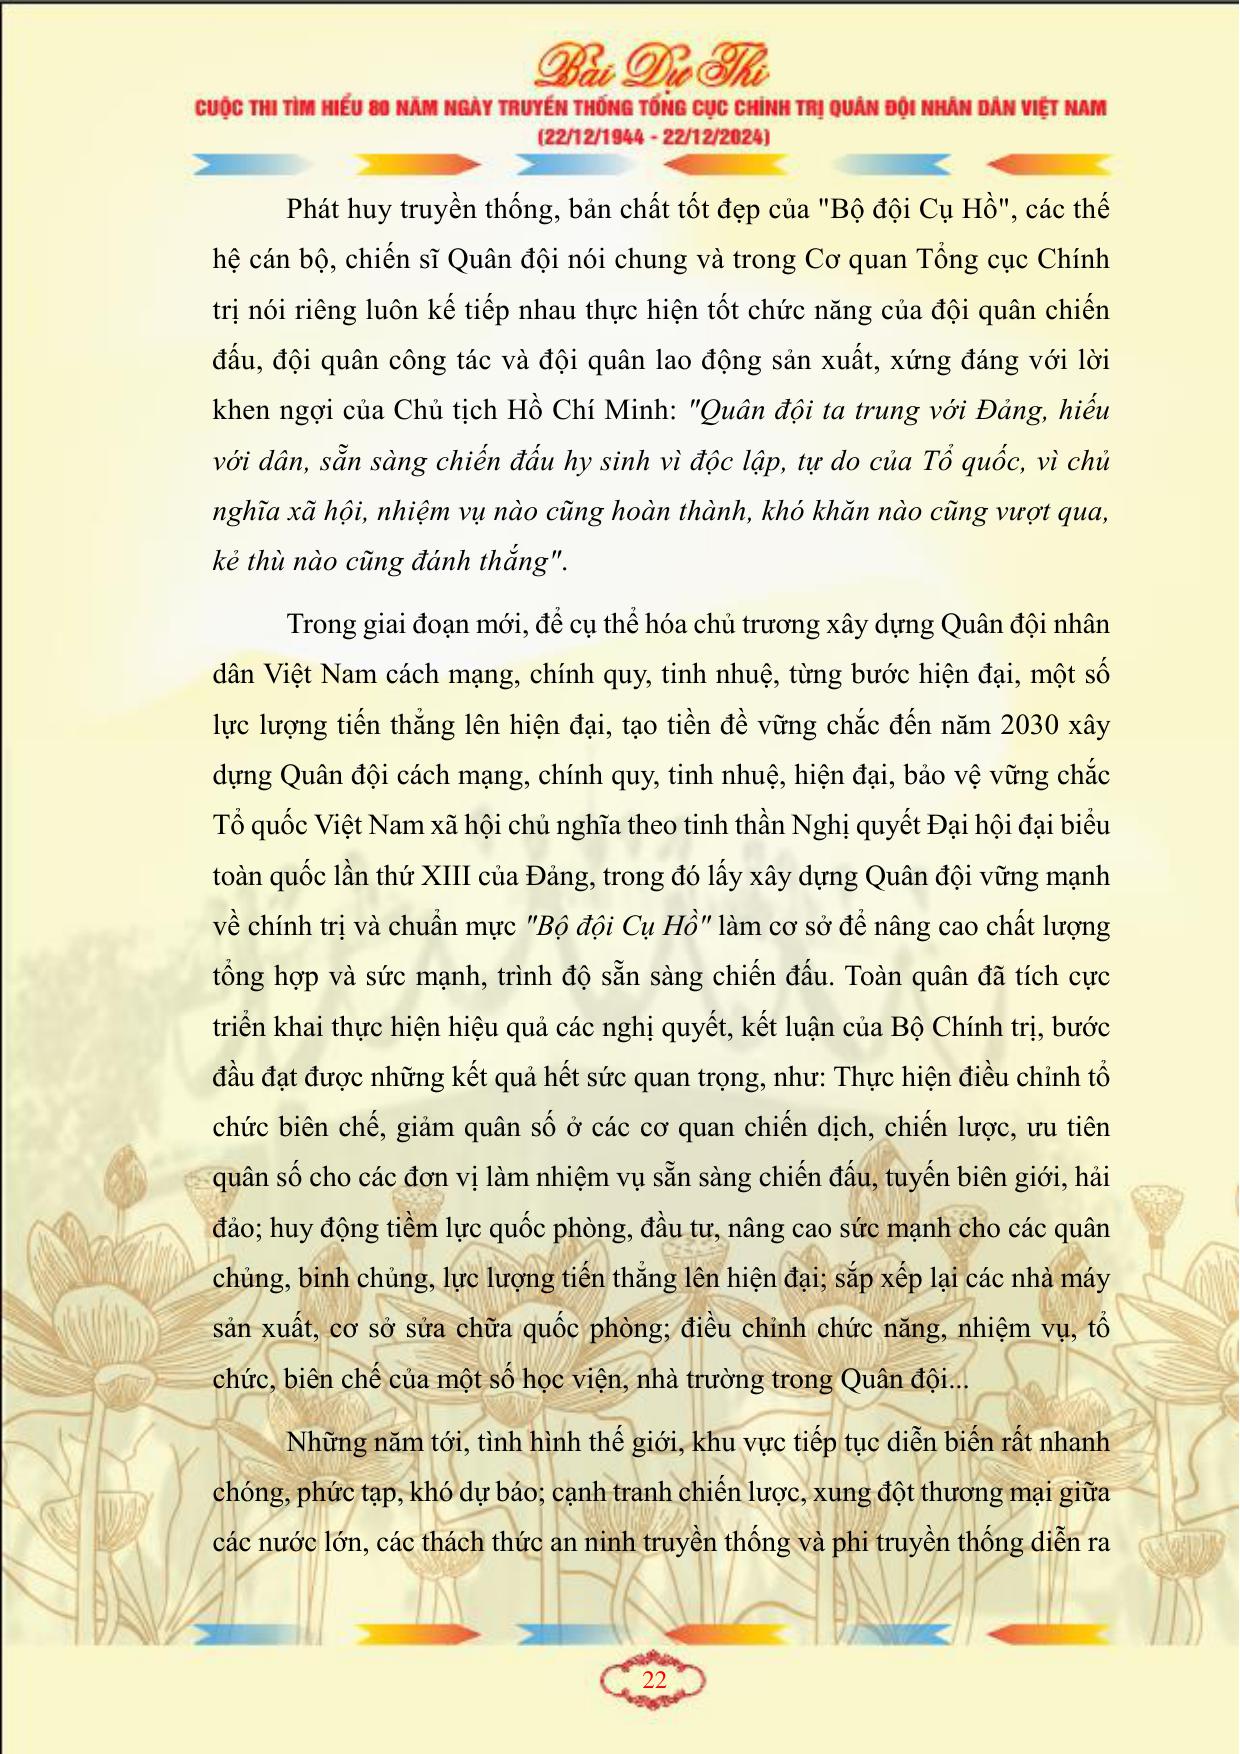 Bài Dự Thi
CUỘC THI TÌM HIỂU 80 NĂM NGÀY TRUYỀN THỐNG TỔNG CỤC CHÍNH TRỊ QUÂN ĐỘI NHÂN DÂN VIỆT NAM
(22/12/1944 - 22/12/2024)
Phát huy truyền thống, bản chất tốt đẹp của "Bộ đội Cụ Hồ", các thế
hệ cán bộ, chiến sĩ Quân đội nói chung và trong Cơ quan Tổng cục Chính
trị nói riêng luôn kế tiếp nhau thực hiện tốt chức năng của đội quân chiến
đấu, đội quân công tác và đội quân lao động sản xuất, xứng đáng với lời
khen ngợi của Chủ tịch Hồ Chí Minh: "Quân đội ta trung với Đảng, hiếu
với dân, sẵn sàng chiến đấu hy sinh vì độc lập, tự do của Tổ quốc, vì chủ
nghĩa xã hội, nhiệm vụ nào cũng hoàn thành, khó khăn nào cũng vượt qua,
kẻ thù nào cũng đánh thắng".
Trong giai đoạn mới, để cụ thể hóa chủ trương xây dựng Quân đội nhân
dân Việt Nam cách mạng, chính quy, tinh nhuệ, từng bước hiện đại, một số
lực lượng tiến thẳng lên hiện đại, tạo tiền đề vững chắc đến năm 2030 xây
dựng Quân đội cách mạng, chính quy, tinh nhuệ, hiện đại, bảo vệ vững chắc
Tổ quốc Việt Nam xã hội chủ nghĩa theo tinh thần Nghị quyết Đại hội đại biểu
toàn quốc lần thứ XIII của Đảng, trong đó lấy xây dựng Quân đội vững mạnh
về chính trị và chuẩn mực "Bộ đội Cụ Hồ" làm cơ sở để nâng cao chất lượng
tổng hợp và sức mạnh, trình độ sẵn sàng chiến đấu. Toàn quân đã tích cực
triển khai thực hiện hiệu quả các nghị quyết, kết luận của Bộ Chính trị, bước
đầu đạt được những kết quả hết sức quan trọng, như: Thực hiện điều chỉnh tổ
chức biên chế, giảm quân số ở các cơ quan chiến dịch, chiến lược, ưu tiên
quân số cho các đơn vị làm nhiệm vụ sẵn sàng chiến đấu, tuyến biên giới, hải
đảo; huy động tiềm lực quốc phòng, đầu tư, nâng cao sức mạnh cho các quân
chủng, binh chủng, lực lượng tiến thẳng lên hiện đại; sắp xếp lại các nhà máy
sản xuất, cơ sở sửa chữa quốc phòng; điều chỉnh chức năng, nhiệm vụ, tổ
chức, biên chế của một số học viện, nhà trường trong Quân đội...
Những năm tới, tình hình thế giới, khu vực tiếp tục diễn biến rất nhanh
chóng, phức tạp, khó dự báo; cạnh tranh chiến lược, xung đột thương mại giữa
các nước lớn, các thách thức an ninh truyền thống và phi truyền thống diễn ra
22